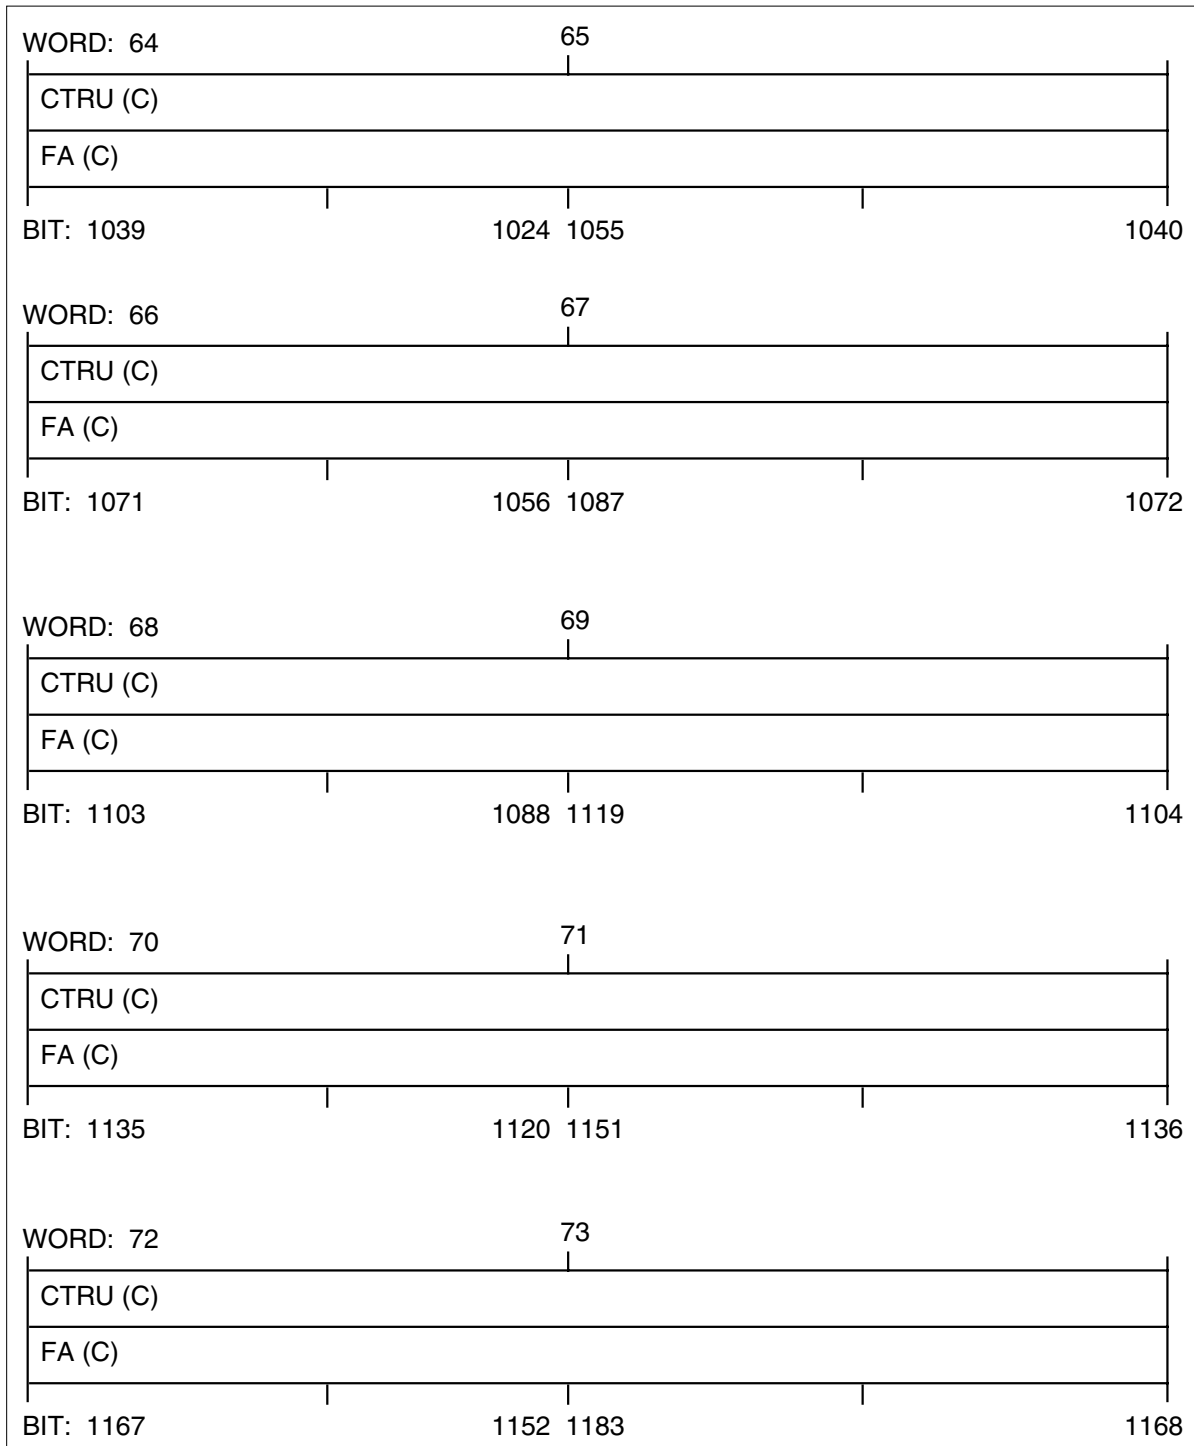 WORD: 64 65
CTRU (C)
FA (C)
BIT: 1039 1024 1055 1040
WORD: 66 67
CTRU (C)
FA (C)
BIT: 1071 1056 1087 1072
WORD: 68 69
CTRU (C)
FA (C)
BIT: 1103 1088 1119 1104
WORD: 70 71
CTRU (C)
FA (C)
BIT: 1135 1120 1151 1136
WORD: 72 73
CTRU (C)
FA (C)
BIT: 1167 1152 1183 1168